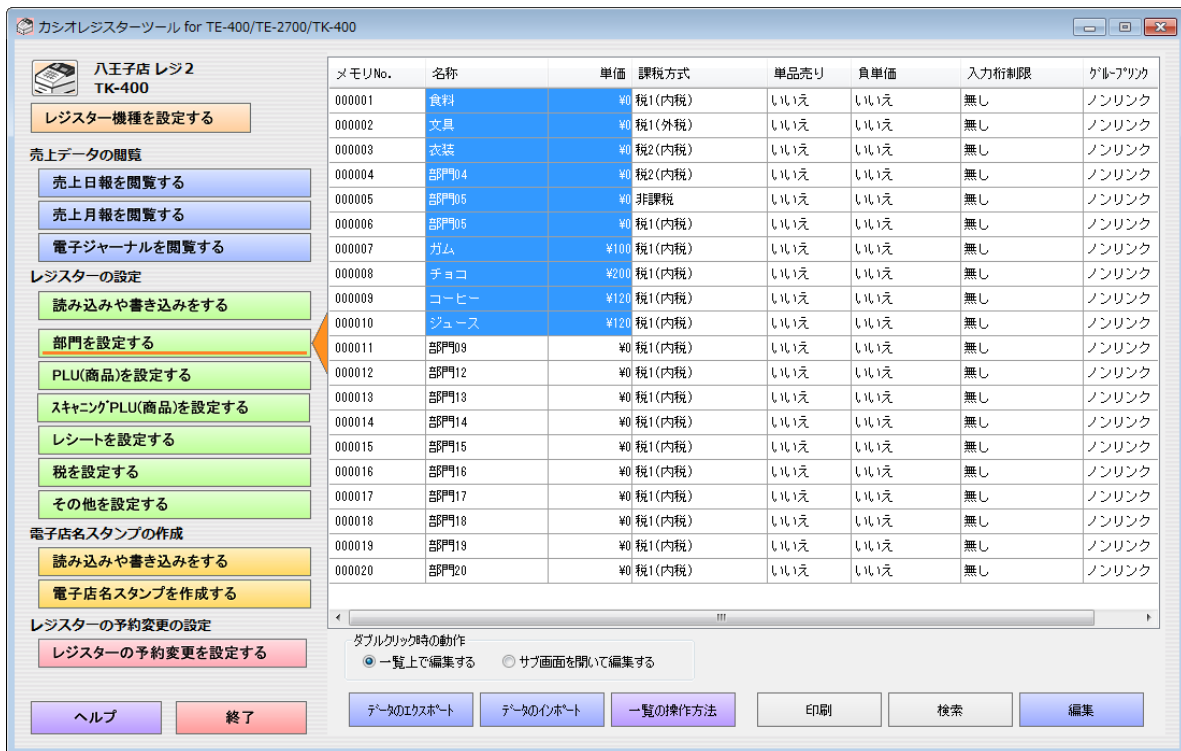 カシオレジスターツール for TE-400/TE-2700/TK-400
八王子店 レジ2
TK-400
レジスター機種を設定する
売上データの閲覧
売上日報を閲覧する
売上月報を閲覧する
電子ジャーナルを閲覧する
レジスターの設定
読み込みや書き込みをする
部門を設定する
PLU(商品)を設定する
ｽｷｬﾆﾝｸﾞPLU(商品)を設定する
レシートを設定する
税を設定する
その他を設定する
電子店名スタンプの作成
読み込みや書き込みをする
電子店名スタンプを作成する
レジスターの予約変更の設定
レジスターの予約変更を設定する
ヘルプ 終了
メモリNo. 名称 単価 課税方式 単品売り 負単価 入力桁制限 ｸﾞﾙｰﾌﾟﾘﾝｸ
000001 食料 ¥0 税1(内税) いいえ いいえ 無し ノンリンク
000002 文具 ¥0 税1(外税) いいえ いいえ 無し ノンリンク
000003 衣装 ¥0 税2(内税) いいえ いいえ 無し ノンリンク
000004 部門04 ¥0 税2(内税) いいえ いいえ 無し ノンリンク
000005 部門05 ¥0 非課税 いいえ いいえ 無し ノンリンク
000006 部門05 ¥0 税1(内税) いいえ いいえ 無し ノンリンク
000007 ガム ¥100 税1(内税) いいえ いいえ 無し ノンリンク
000008 チョコ ¥200 税1(内税) いいえ いいえ 無し ノンリンク
000009 コーヒー ¥120 税1(内税) いいえ いいえ 無し ノンリンク
000010 ジュース ¥120 税1(内税) いいえ いいえ 無し ノンリンク
000011 部門09 ¥0 税1(内税) いいえ いいえ 無し ノンリンク
000012 部門12 ¥0 税1(内税) いいえ いいえ 無し ノンリンク
000013 部門13 ¥0 税1(内税) いいえ いいえ 無し ノンリンク
000014 部門14 ¥0 税1(内税) いいえ いいえ 無し ノンリンク
000015 部門15 ¥0 税1(内税) いいえ いいえ 無し ノンリンク
000016 部門16 ¥0 税1(内税) いいえ いいえ 無し ノンリンク
000017 部門17 ¥0 税1(内税) いいえ いいえ 無し ノンリンク
000018 部門18 ¥0 税1(内税) いいえ いいえ 無し ノンリンク
000019 部門19 ¥0 税1(内税) いいえ いいえ 無し ノンリンク
000020 部門20 ¥0 税1(内税) いいえ いいえ 無し ノンリンク
ダブルクリック時の動作
一覧上で編集する サブ画面を開いて編集する
ﾃﾞｰﾀのｴｸｽﾎﾟｰﾄ ﾃﾞｰﾀのｲﾝﾎﾟｰﾄ 一覧の操作方法 印刷 検索 編集